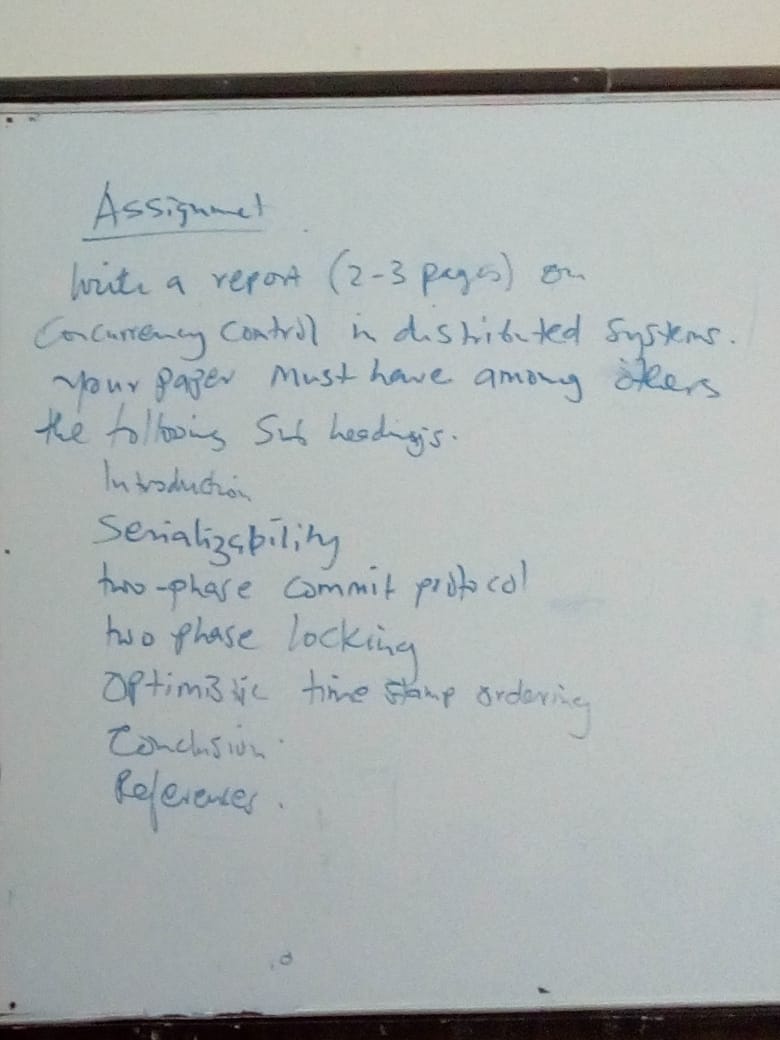 Assignmet
Write a report (2-3 pages) on
Concurrency Control in distributed Systems.
Your paper must have among others
the following Sub headings.
Introduction
Serializability
two-phase commit protocol
two phase locking
Optimistic time stamp ordering
Conclusion.
References.